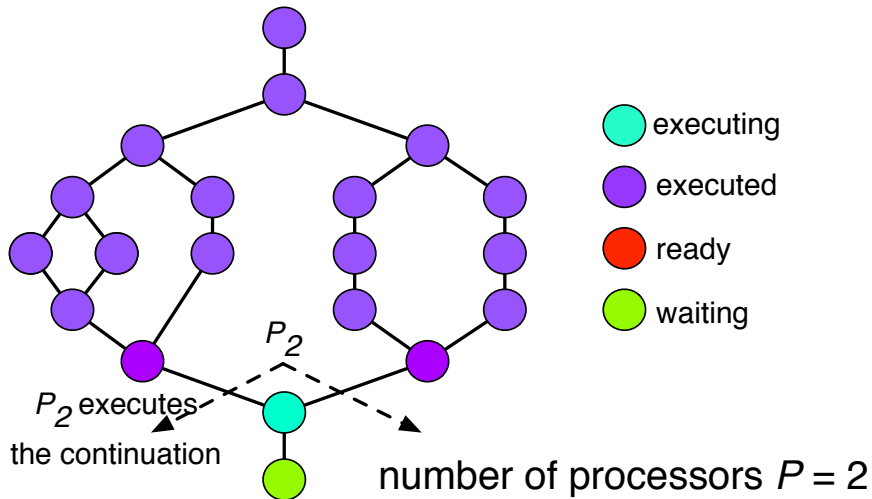 executing
executed
ready
waiting
P₂
P₂ executes
the continuation
number of processors P = 2